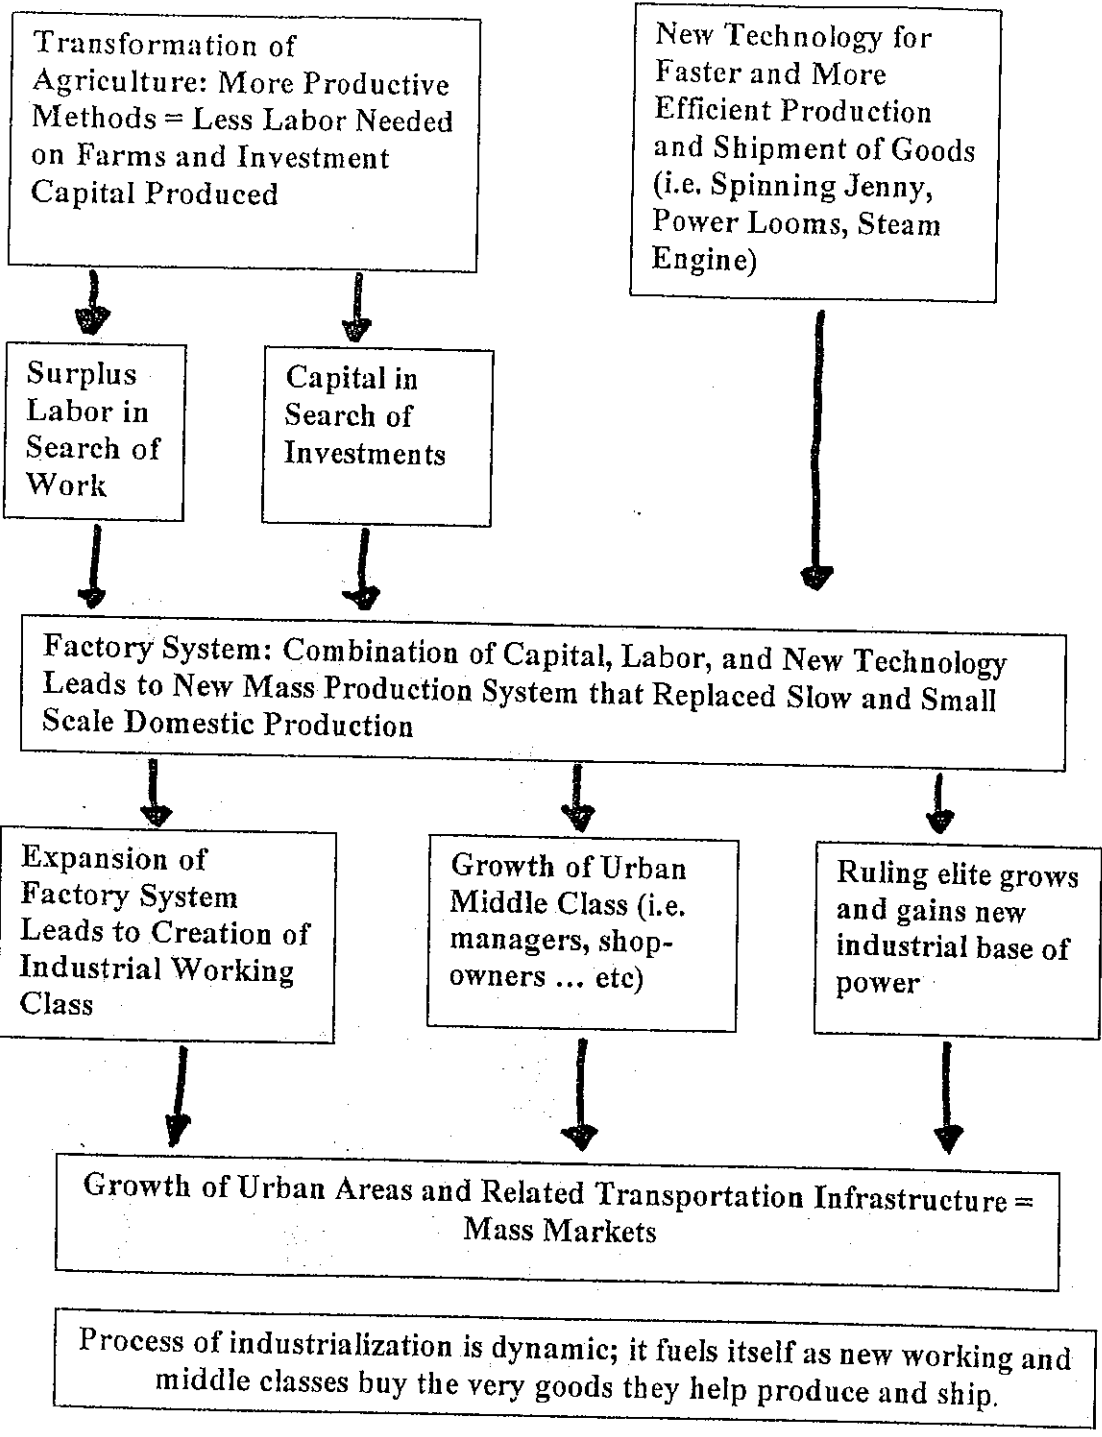 Transformation of
Agriculture: More Productive
Methods = Less Labor Needed
on Farms and Investment
Capital Produced
New Technology for
Faster and More
Efficient Production
and Shipment of Goods
(i.e. Spinning Jenny,
Power Looms, Steam
Engine)
Surplus
Labor in
Search of
Work
Capital in
Search of
Investments
Factory System: Combination of Capital, Labor, and New Technology
Leads to New Mass Production System that Replaced Slow and Small
Scale Domestic Production
Expansion of
Factory System
Leads to Creation of
Industrial Working
Class
Growth of Urban
Middle Class (i.e.
managers, shop-
owners ... etc)
Ruling elite grows
and gains new
industrial base of
power
Growth of Urban Areas and Related Transportation Infrastructure =
Mass Markets
Process of industrialization is dynamic; it fuels itself as new working and
middle classes buy the very goods they help produce and ship.